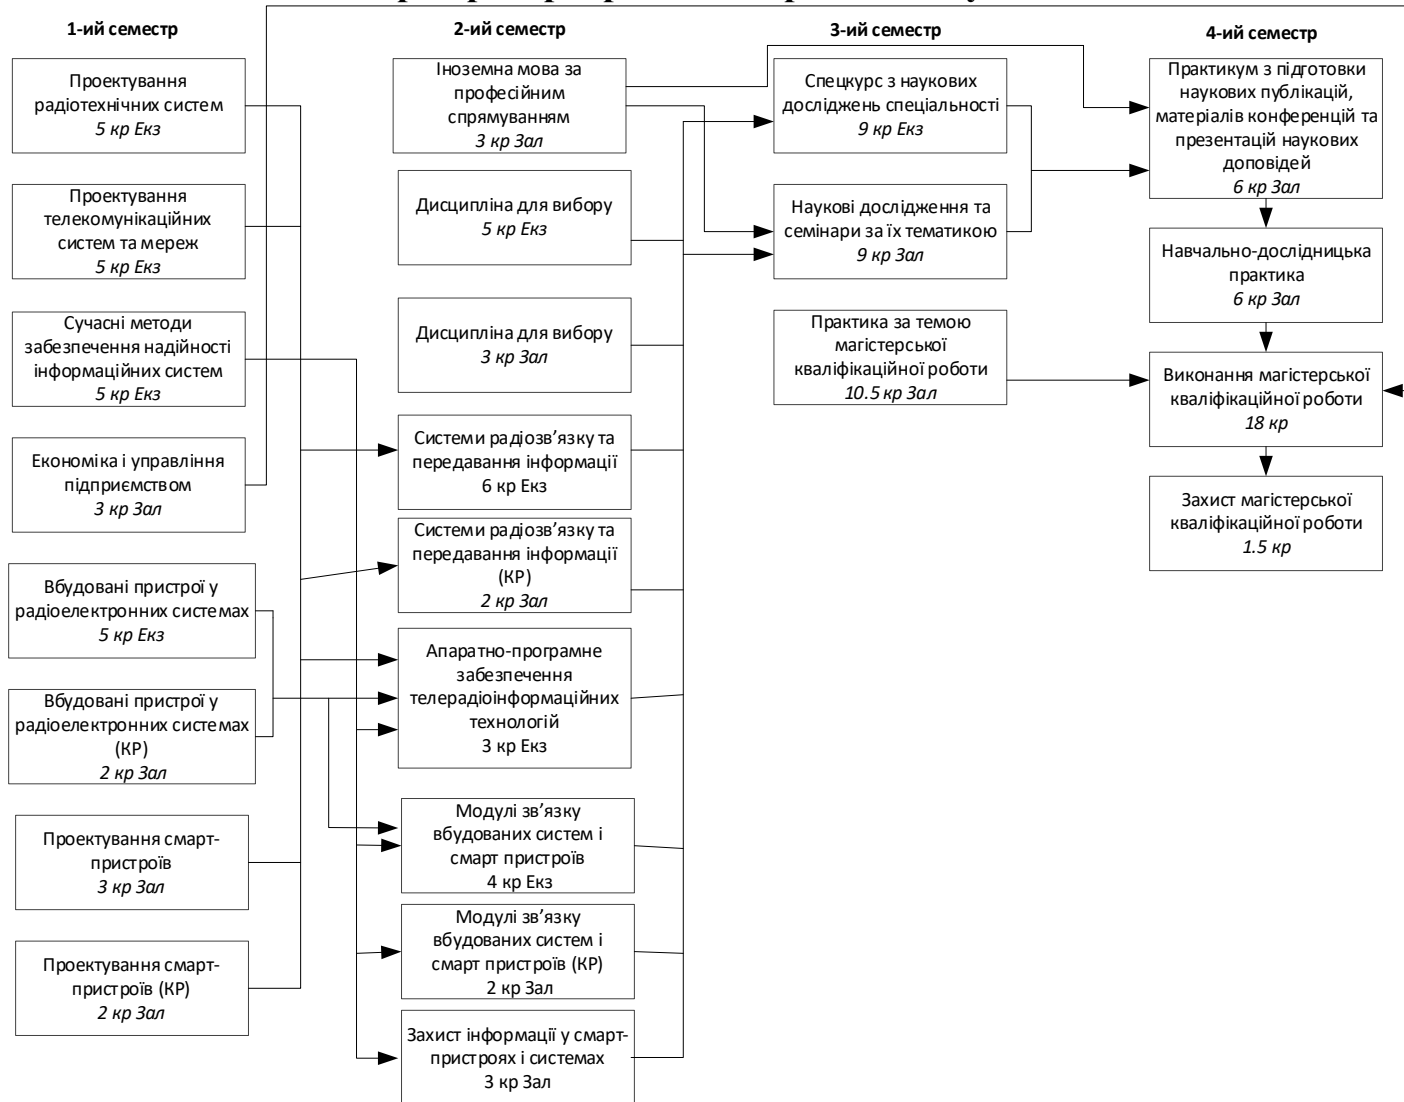 1-ий семестр
Проектування
радіотехнічних систем
5 кр Екз
Проектування
телекомунікаційних
систем та мереж
5 кр Екз
Сучасні методи
забезпечення надійності
інформаційних систем
5 кр Екз
Економіка і управління
підприємством
3 кр Зал
Вбудовані пристрої у
радіоелектронних системах
5 кр Екз
Вбудовані пристрої у
радіоелектронних системах
(КР)
2 кр Зал
Проектування смарт-
пристроїв
3 кр Зал
Проектування смарт-
пристроїв (КР)
2 кр Зал
2-ий семестр
Іноземна мова за
професійним
спрямуванням
3 кр Зал
Дисципліна для вибору
5 кр Екз
Дисципліна для вибору
3 кр Зал
Системи радіозв’язку та
передавання інформації
6 кр Екз
Системи радіозв’язку та
передавання інформації
(КР)
2 кр Зал
Апаратно-програмне
забезпечення
телерадіоінформаційних
технологій
3 кр Екз
Модулі зв’язку
вбудованих систем і
смарт пристроїв
4 кр Екз
Модулі зв’язку
вбудованих систем і
смарт пристроїв (КР)
2 кр Зал
Захист інформації у смарт-
пристроях і системах
3 кр Зал
3-ий семестр
Спецкурс з наукових
досліджень спеціальності
9 кр Екз
Наукові дослідження та
семінари за їх тематикою
9 кр Зал
Практика за темою
магістерської
кваліфікаційної роботи
10.5 кр Зал
4-ий семестр
Практикум з підготовки
наукових публікацій,
матеріалів конференцій та
презентацій наукових
доповідей
6 кр Зал
Навчально-дослідницька
практика
6 кр Зал
Виконання магістерської
кваліфікаційної роботи
18 кр
Захист магістерської
кваліфікаційної роботи
1.5 кр